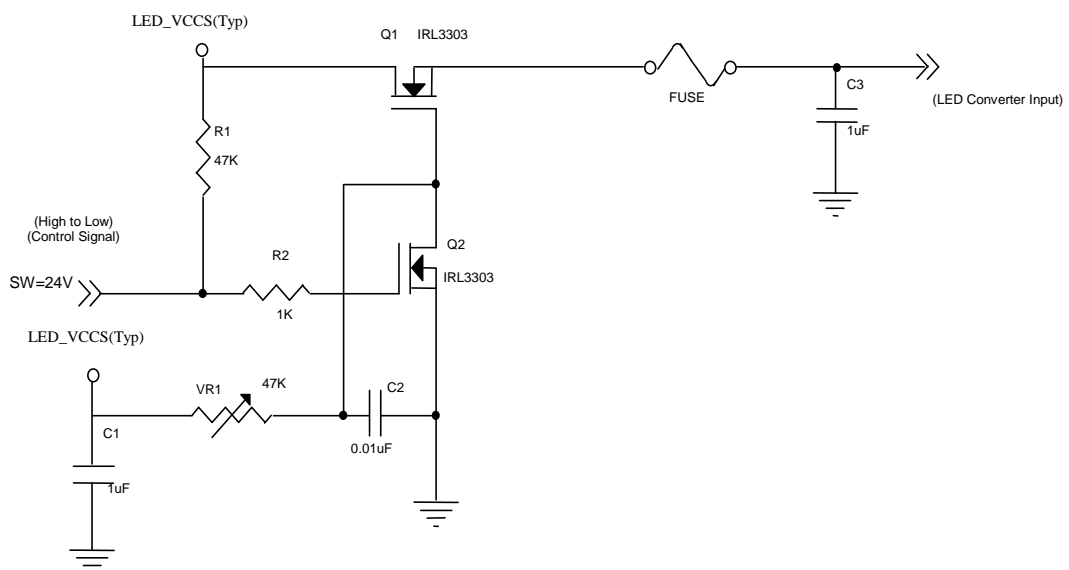 LED_VCCS(Typ)
Q1 IRL3303
FUSE
C3
1uF
(LED Converter Input)
R1
47K
(High to Low)
(Control Signal)
SW=24V
R2
1K
Q2
IRL3303
LED_VCCS(Typ)
VR1
47K
C2
0.01uF
C1
1uF